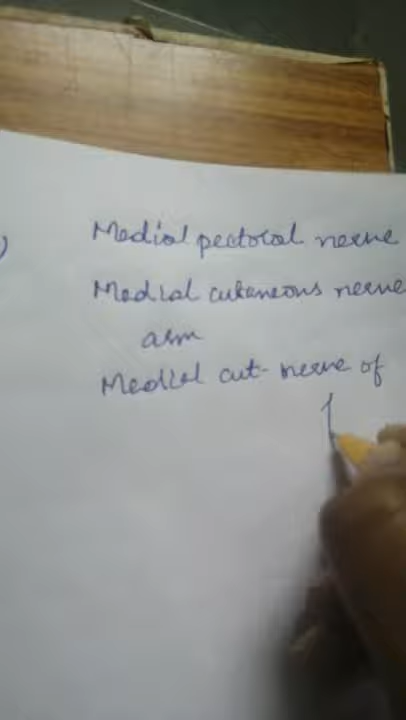 )
Medial pectoral nerve
Medial cutaneous nerve
arm
Medial cut- nerve of
f